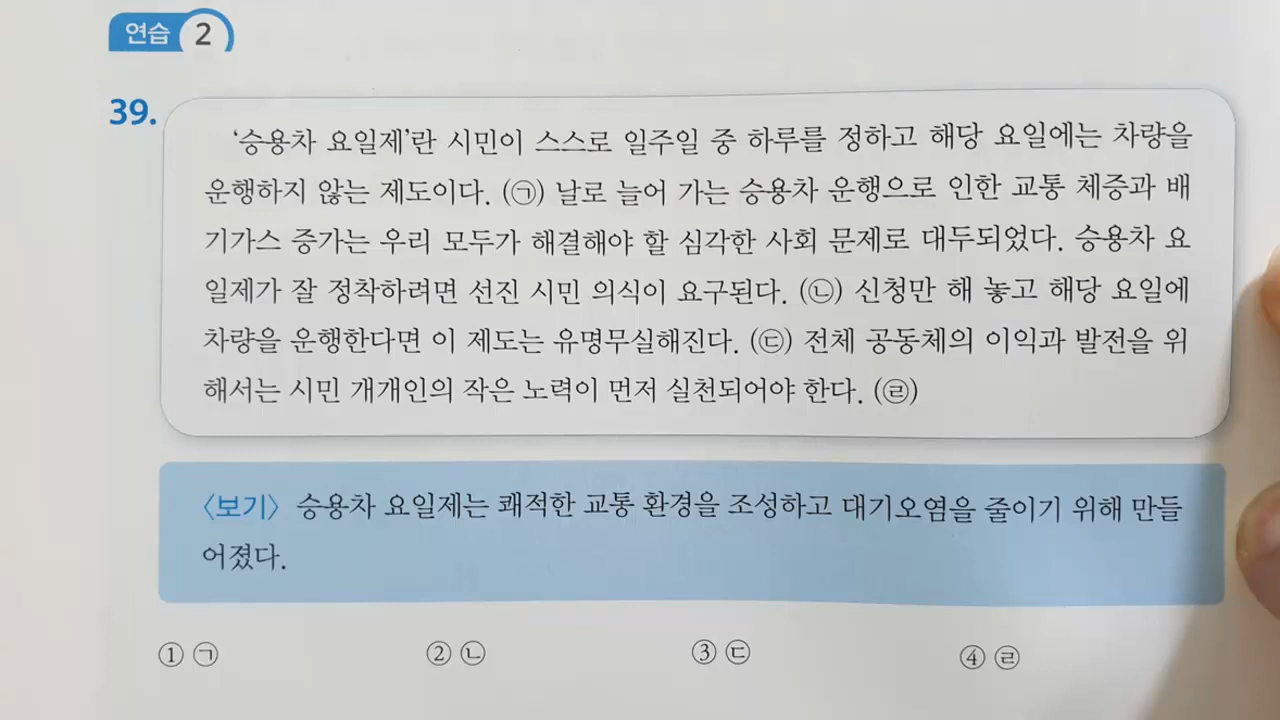 연습 2
39.
'승용차 요일제'란 시민이 스스로 일주일 중 하루를 정하고 해당 요일에는 차량을
운행하지 않는 제도이다. (㉠) 날로 늘어 가는 승용차 운행으로 인한 교통 체증과 배
기가스 증가는 우리 모두가 해결해야 할 심각한 사회 문제로 대두되었다. 승용차 요
일제가 잘 정착하려면 선진 시민 의식이 요구된다. (㉡) 신청만 해 놓고 해당 요일에
차량을 운행한다면 이 제도는 유명무실해진다. (㉢) 전체 공동체의 이익과 발전을 위
해서는 시민 개개인의 작은 노력이 먼저 실천되어야 한다. (㉣)
〈보기〉 승용차 요일제는 쾌적한 교통 환경을 조성하고 대기오염을 줄이기 위해 만들
어졌다.
① ㉠ ② ㉡ ③ ㉢ ④ ㉣